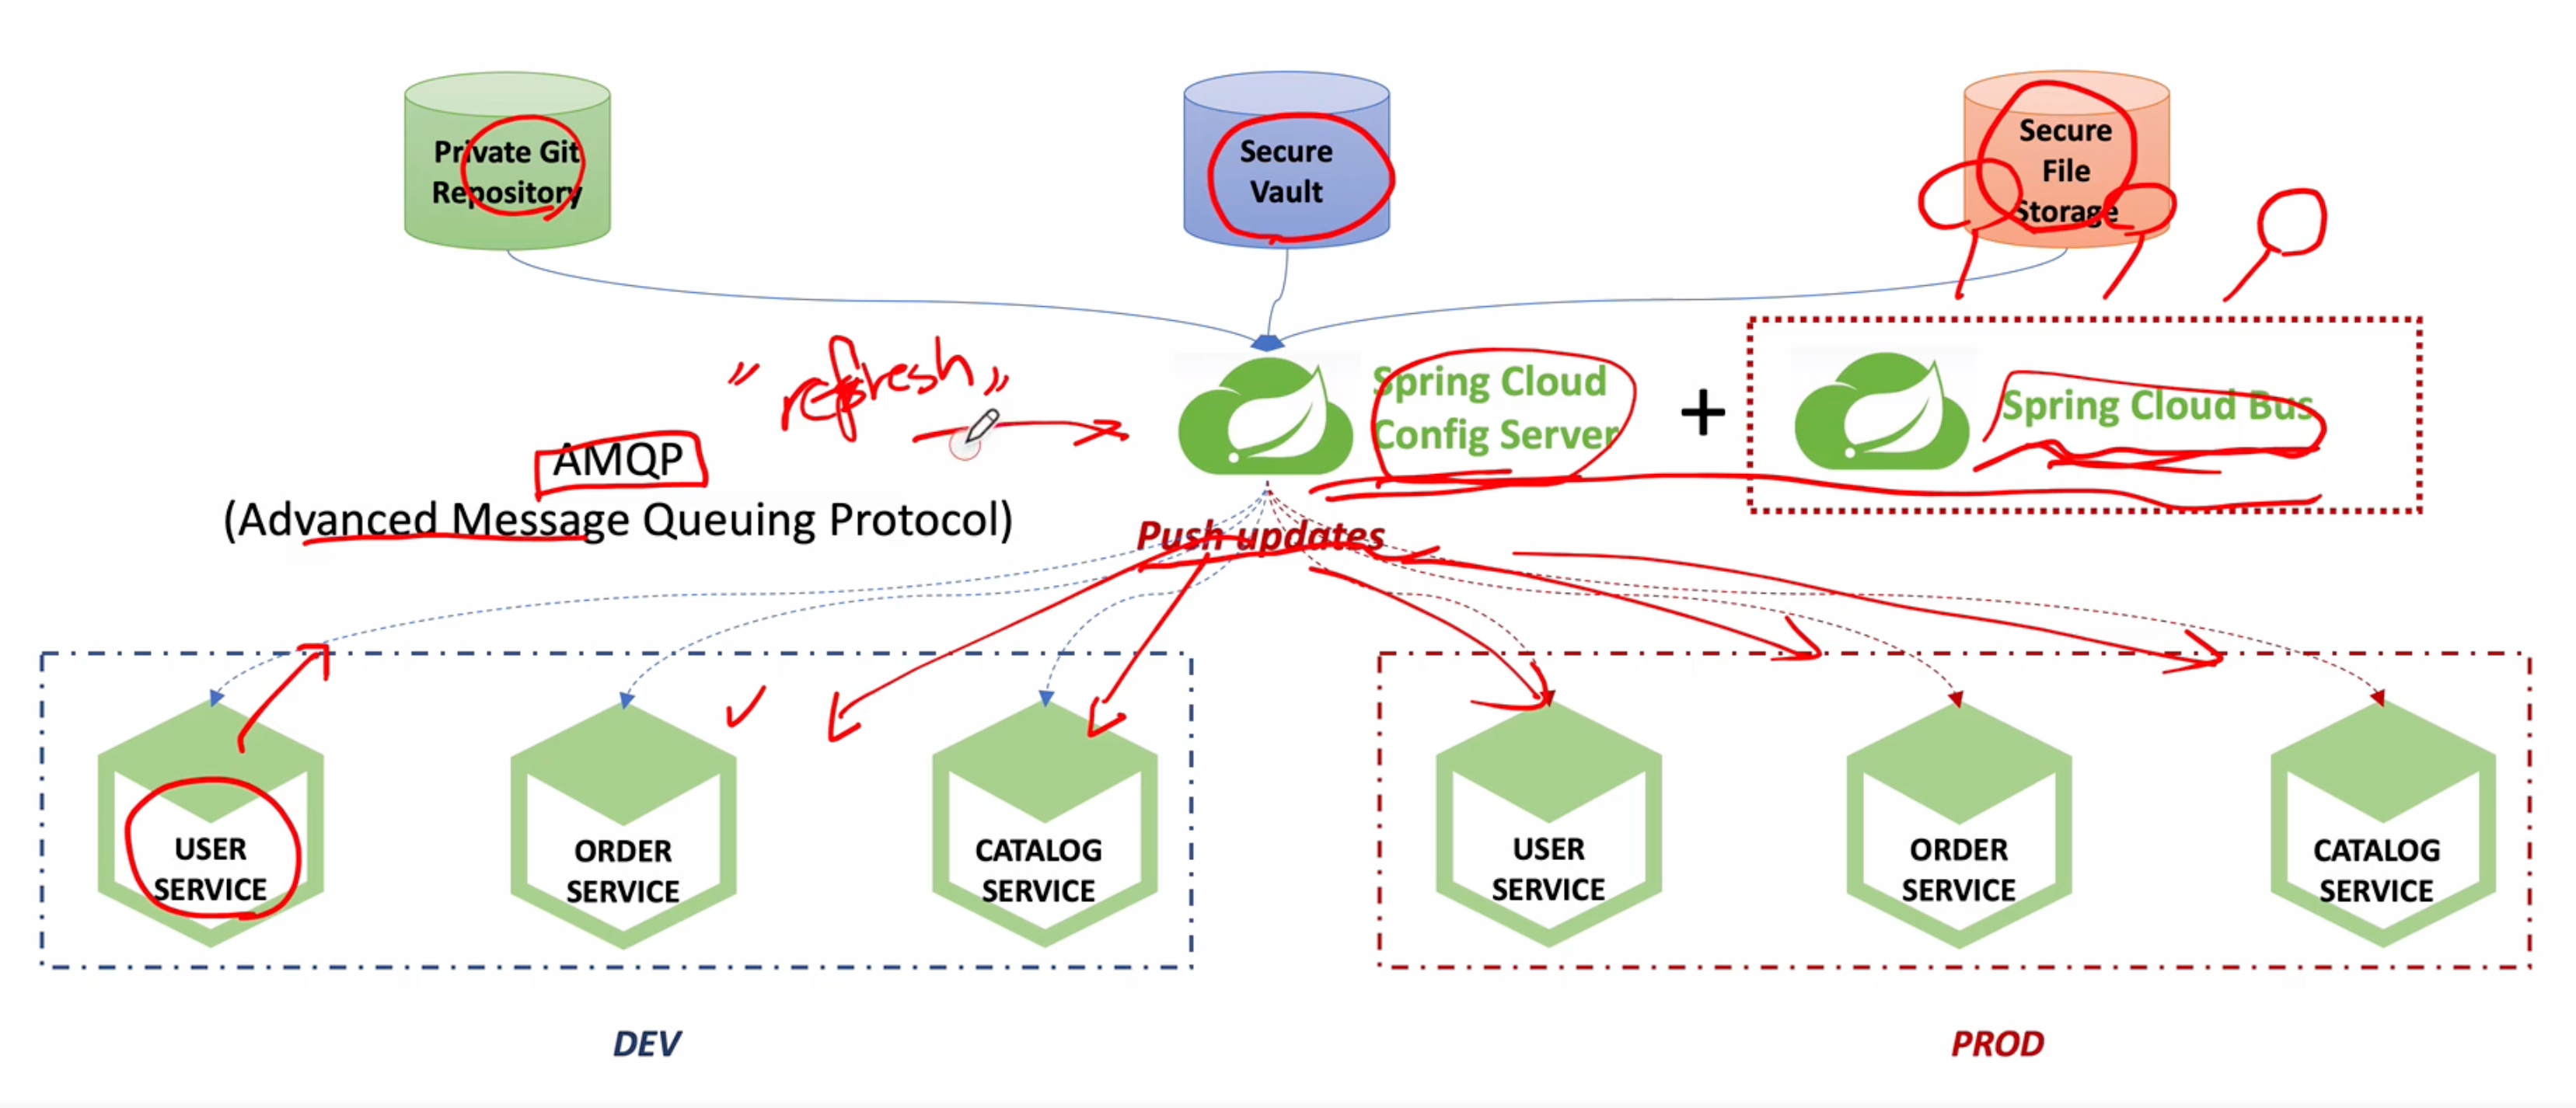 Private Git
Repository
Secure
Vault
Secure
File
Storage
" refresh "
Spring Cloud
Config Server
+
Spring Cloud Bus
AMQP
(Advanced Message Queuing Protocol)
Push updates
USER
SERVICE
ORDER
SERVICE
CATALOG
SERVICE
USER
SERVICE
ORDER
SERVICE
CATALOG
SERVICE
DEV
PROD